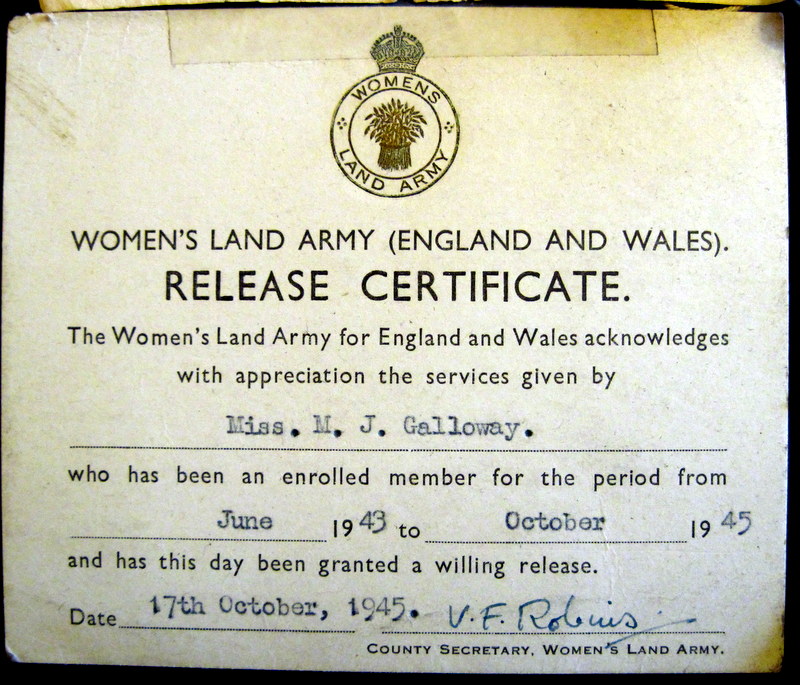 WOMENS
LAND ARMY
WOMEN'S LAND ARMY (ENGLAND AND WALES).
RELEASE CERTIFICATE.
The Women's Land Army for England and Wales acknowledges
with appreciation the services given by
Miss. M. J. Galloway.
who has been an enrolled member for the period from
June 1943 to October 1945
and has this day been granted a willing release.
Date 17th October, 1945. V. F. Robins
COUNTY SECRETARY, WOMEN'S LAND ARMY.